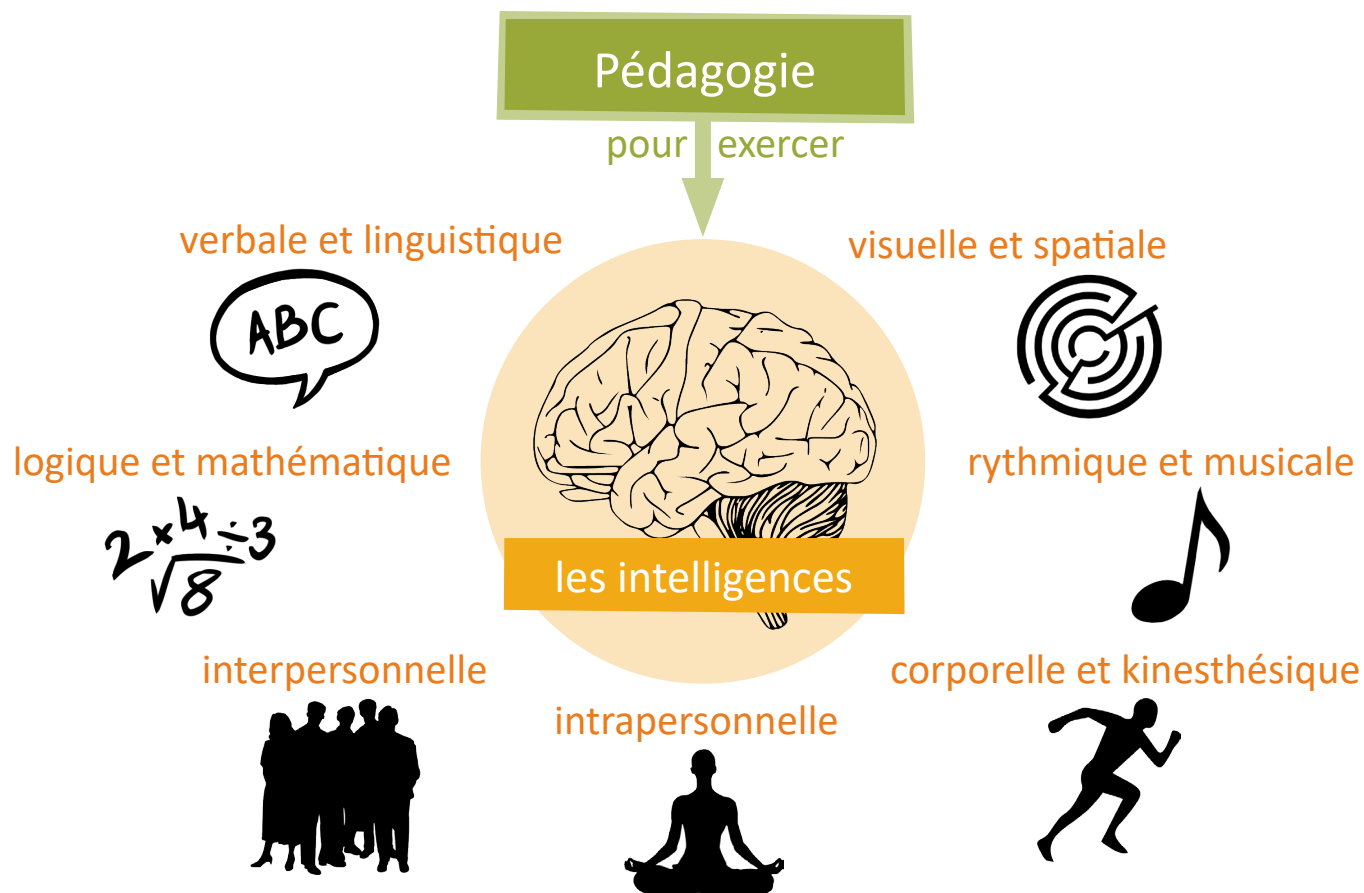 Pédagogie
pour exercer
verbale et linguistique
visuelle et spatiale
ABC
logique et mathématique
rythmique et musicale
2 × 4 ÷ 3
√8
les intelligences
interpersonnelle
corporelle et kinesthésique
intrapersonnelle